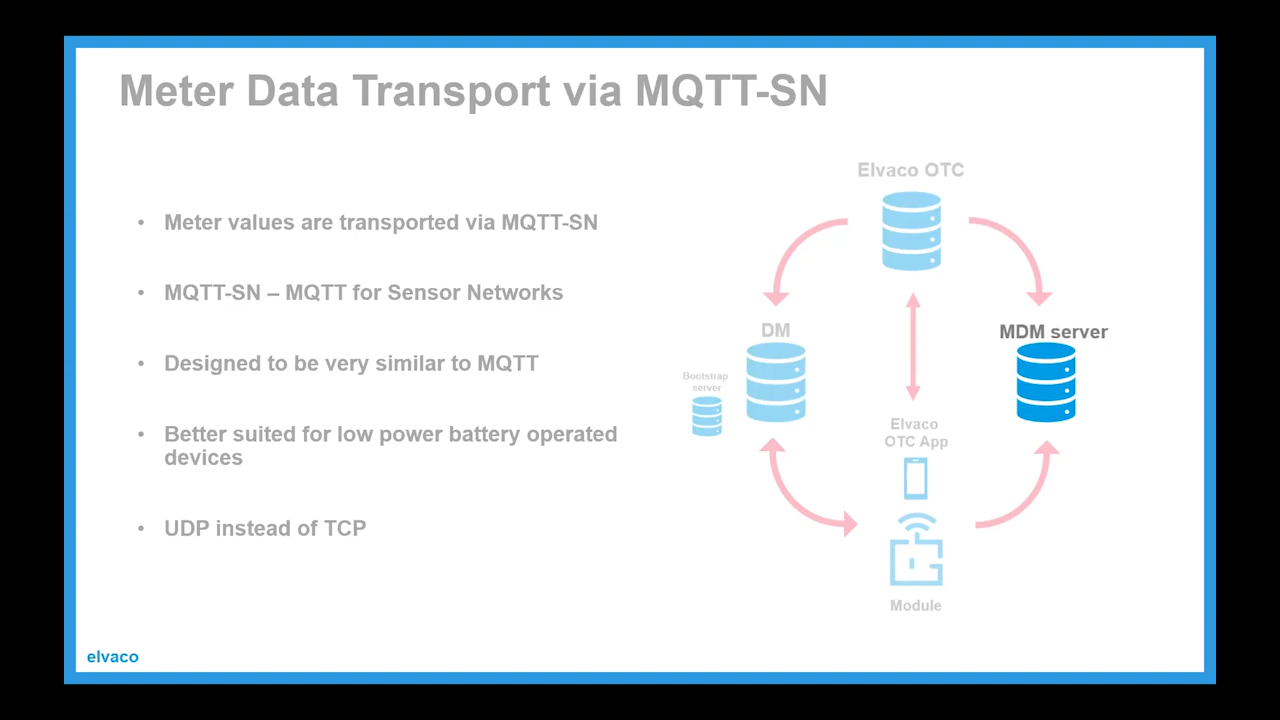 Meter Data Transport via MQTT-SN
• Meter values are transported via MQTT-SN
• MQTT-SN – MQTT for Sensor Networks
• Designed to be very similar to MQTT
• Better suited for low power battery operated
devices
• UDP instead of TCP
Elvaco OTC
DM
MDM server
Bootstrap
server
Elvaco
OTC App
Module
elvaco